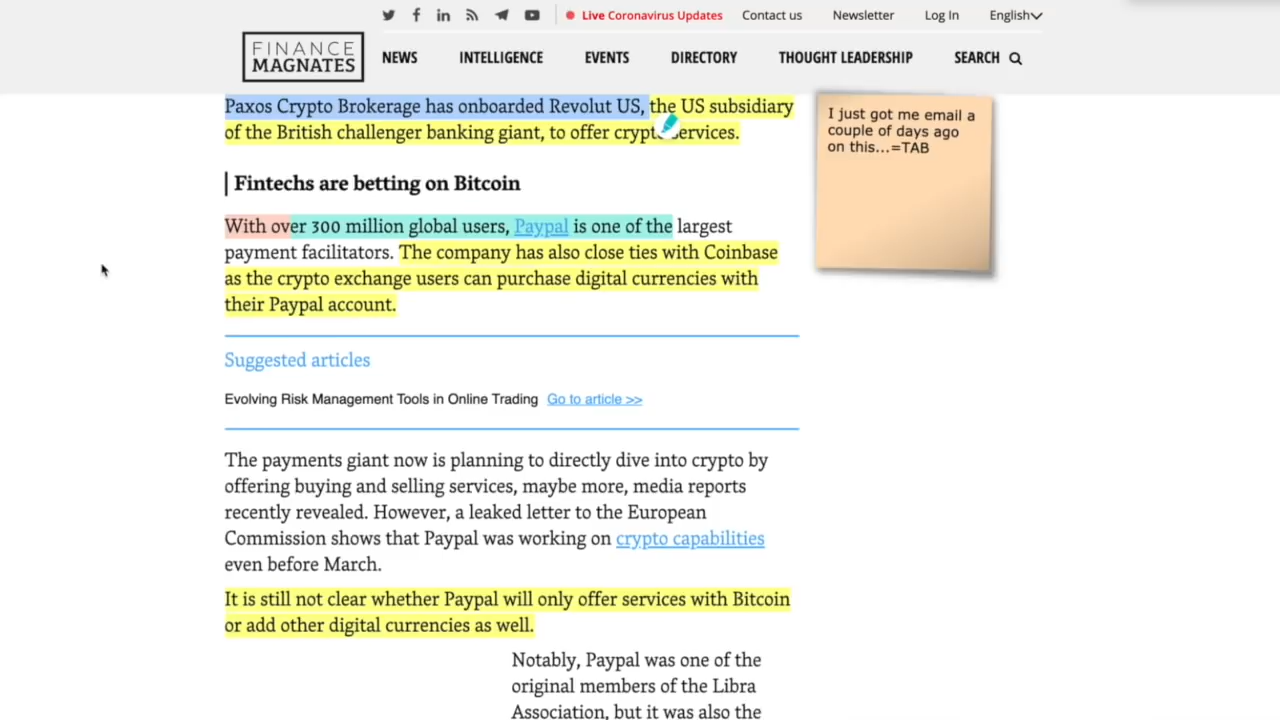 Live Coronavirus Updates Contact us Newsletter Log In English
FINANCE
MAGNATES
NEWS INTELLIGENCE EVENTS DIRECTORY THOUGHT LEADERSHIP SEARCH
Paxos Crypto Brokerage has onboarded Revolut US, the US subsidiary
of the British challenger banking giant, to offer crypto services.
I just got me email a
couple of days ago
on this...=TAB
Fintechs are betting on Bitcoin
With over 300 million global users, Paypal is one of the largest
payment facilitators. The company has also close ties with Coinbase
as the crypto exchange users can purchase digital currencies with
their Paypal account.
Suggested articles
Evolving Risk Management Tools in Online Trading Go to article >>
The payments giant now is planning to directly dive into crypto by
offering buying and selling services, maybe more, media reports
recently revealed. However, a leaked letter to the European
Commission shows that Paypal was working on crypto capabilities
even before March.
It is still not clear whether Paypal will only offer services with Bitcoin
or add other digital currencies as well.
Notably, Paypal was one of the
original members of the Libra
Association, but it was also the